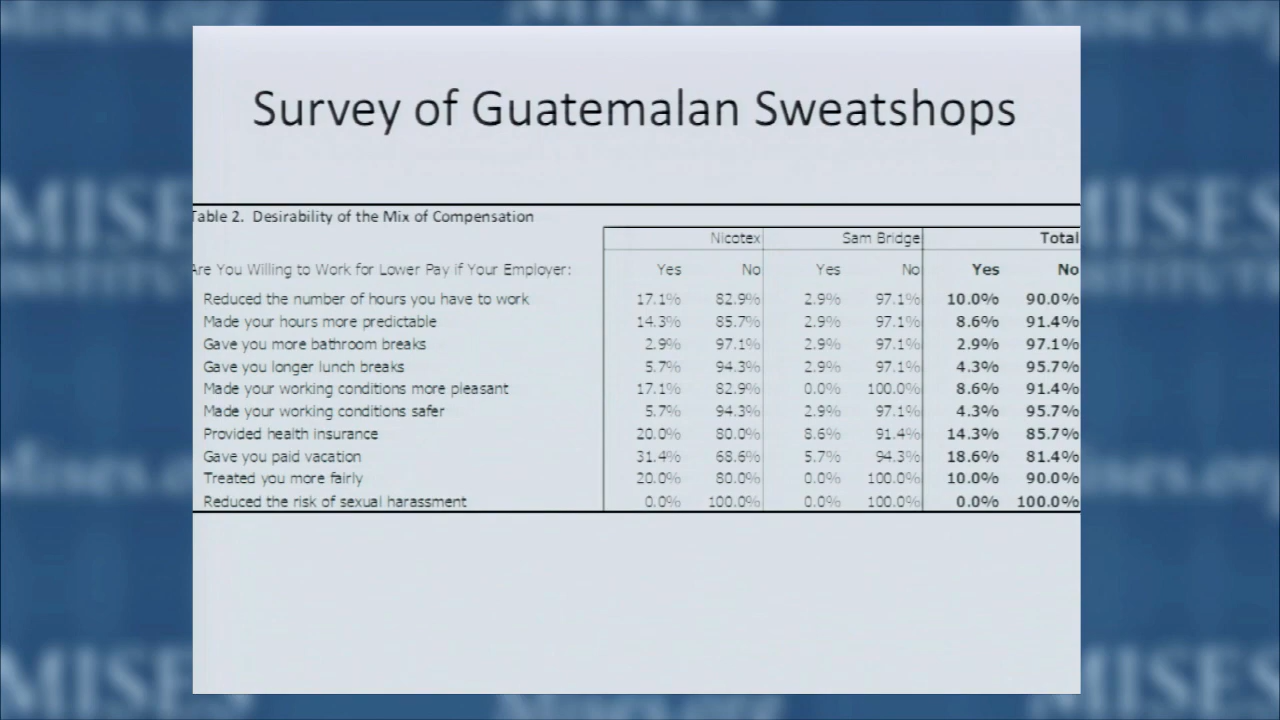 Mises.org
MISES
Survey of Guatemalan Sweatshops
Table 2. Desirability of the Mix of Compensation
Nicotex Sam Bridge Total
Are You Willing to Work for Lower Pay if Your Employer: Yes No Yes No Yes No
Reduced the number of hours you have to work 17.1% 82.9% 2.9% 97.1% 10.0% 90.0%
Made your hours more predictable 14.3% 85.7% 2.9% 97.1% 8.6% 91.4%
Gave you more bathroom breaks 2.9% 97.1% 2.9% 97.1% 2.9% 97.1%
Gave you longer lunch breaks 5.7% 94.3% 2.9% 97.1% 4.3% 95.7%
Made your working conditions more pleasant 17.1% 82.9% 0.0% 100.0% 8.6% 91.4%
Made your working conditions safer 5.7% 94.3% 2.9% 97.1% 4.3% 95.7%
Provided health insurance 20.0% 80.0% 8.6% 91.4% 14.3% 85.7%
Gave you paid vacation 31.4% 68.6% 5.7% 94.3% 18.6% 81.4%
Treated you more fairly 20.0% 80.0% 0.0% 100.0% 10.0% 90.0%
Reduced the risk of sexual harassment 0.0% 100.0% 0.0% 100.0% 0.0% 100.0%